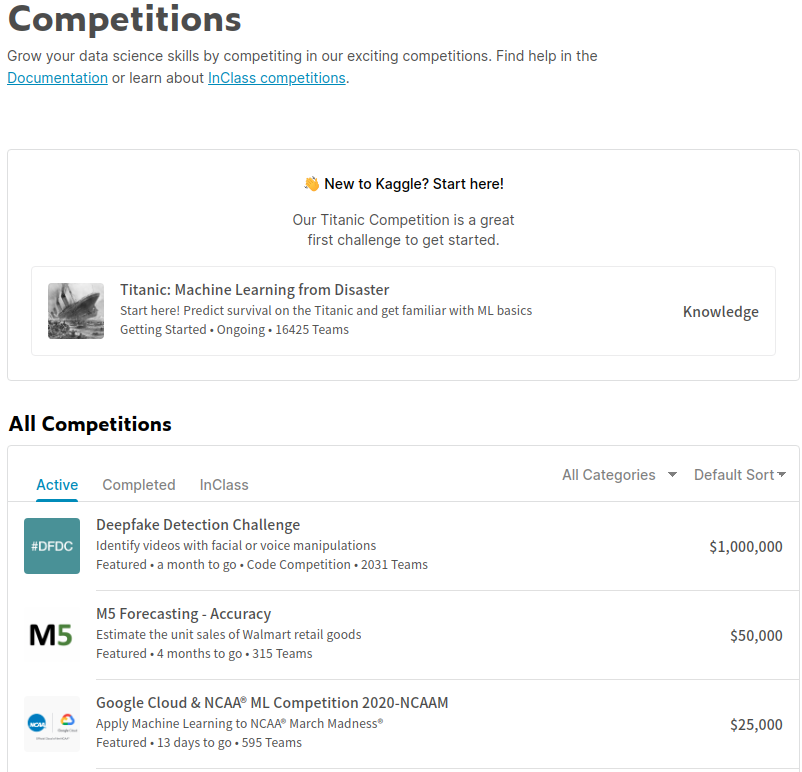 Competitions
Grow your data science skills by competing in our exciting competitions. Find help in the
Documentation or learn about InClass competitions.
👋 New to Kaggle? Start here!
Our Titanic Competition is a great
first challenge to get started.
Titanic: Machine Learning from Disaster
Start here! Predict survival on the Titanic and get familiar with ML basics
Getting Started • Ongoing • 16425 Teams
Knowledge
All Competitions
Active Completed InClass
All Categories Default Sort
#DFDC
Deepfake Detection Challenge
Identify videos with facial or voice manipulations
Featured • a month to go • Code Competition • 2031 Teams
$1,000,000
M5
M5 Forecasting - Accuracy
Estimate the unit sales of Walmart retail goods
Featured • 4 months to go • 315 Teams
$50,000
NCAA
Google Cloud
Google Cloud & NCAA® ML Competition 2020-NCAAM
Apply Machine Learning to NCAA® March Madness®
Featured • 13 days to go • 595 Teams
$25,000